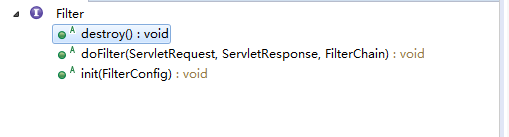 Filter
destroy() : void
doFilter(ServletRequest, ServletResponse, FilterChain) : void
init(FilterConfig) : void